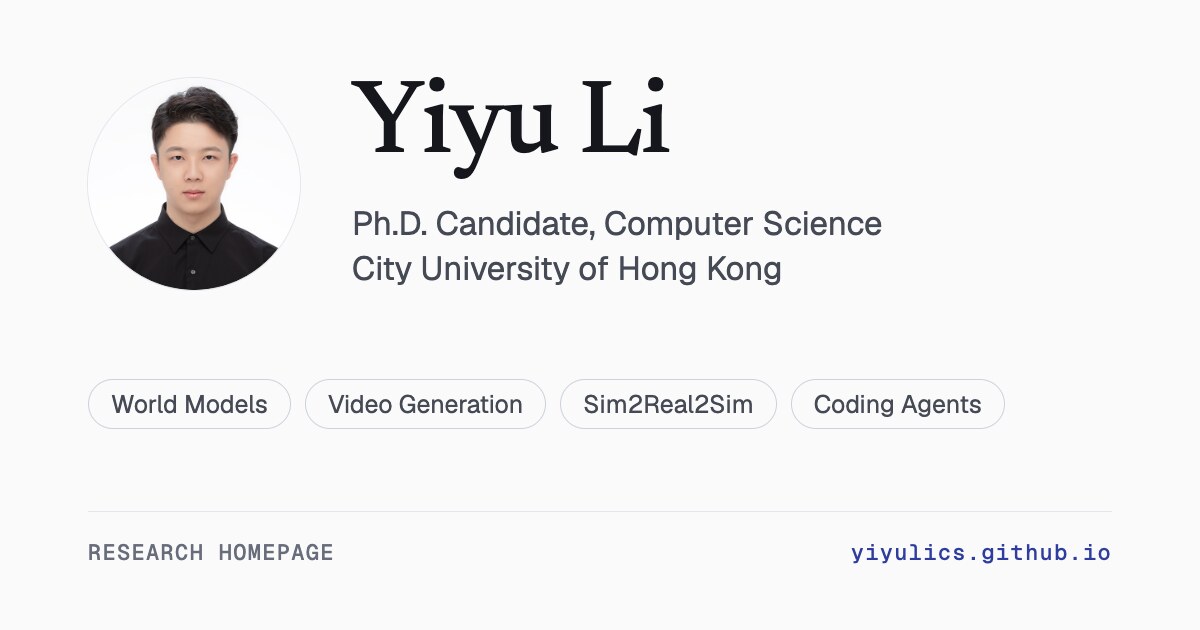 Yiyu Li
Ph.D. Candidate, Computer Science
City University of Hong Kong
World Models
Video Generation
Sim2Real2Sim
Coding Agents
RESEARCH HOMEPAGE
yiyulics.github.io